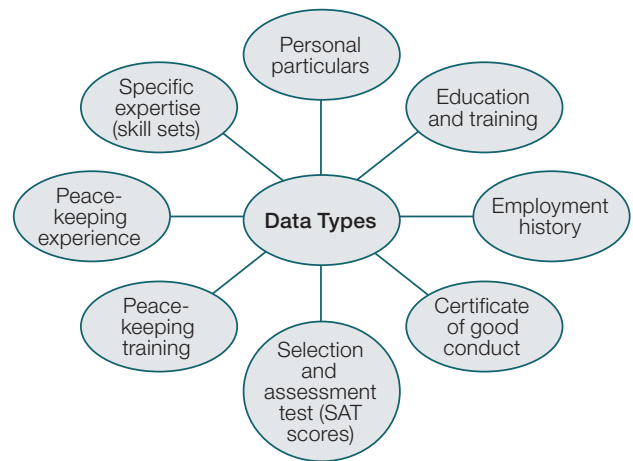 Personal
particulars
Education
and training
Employment
history
Certificate
of good
conduct
Selection
and
assessment
test (SAT
scores)
Peace-
keeping
training
Peace-
keeping
experience
Specific
expertise
(skill sets)
Data Types